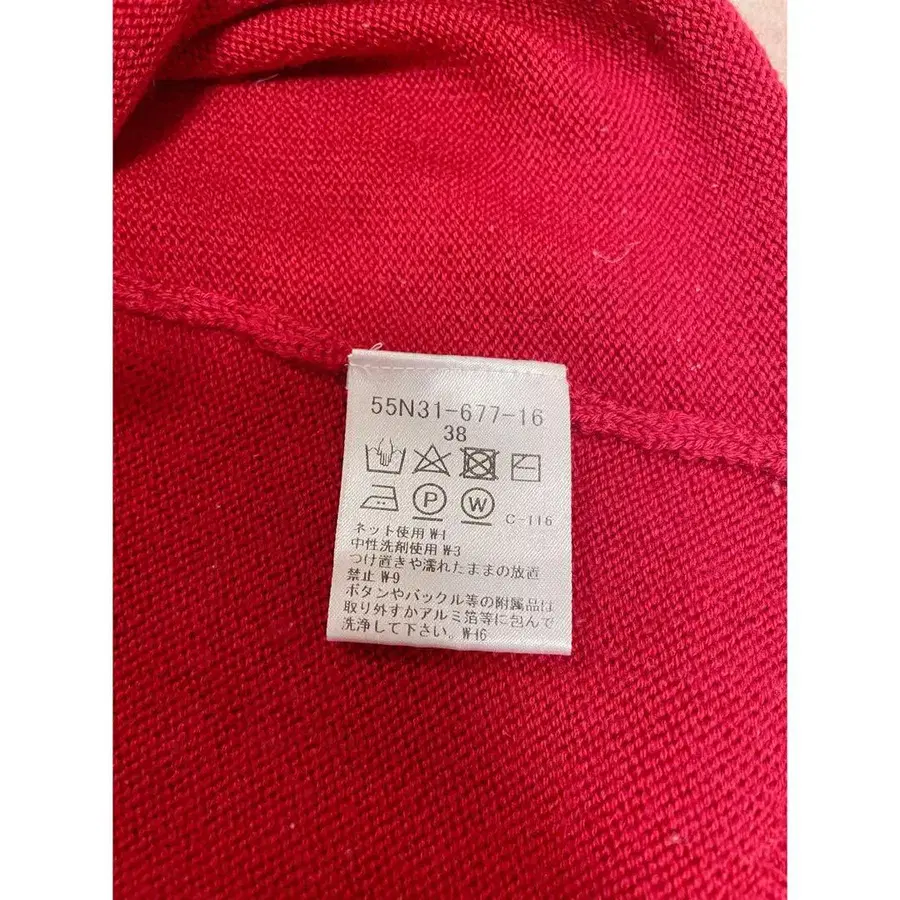 55N31-677-16
38
P W C-116
ネット使用 W-1
中性洗剤使用 W-3
つけ置きや濡れたままの放置
禁止 W-9
ボタンやバックル等の附属品は
取り外すかアルミ箔等に包んで
洗浄して下さい。W-16